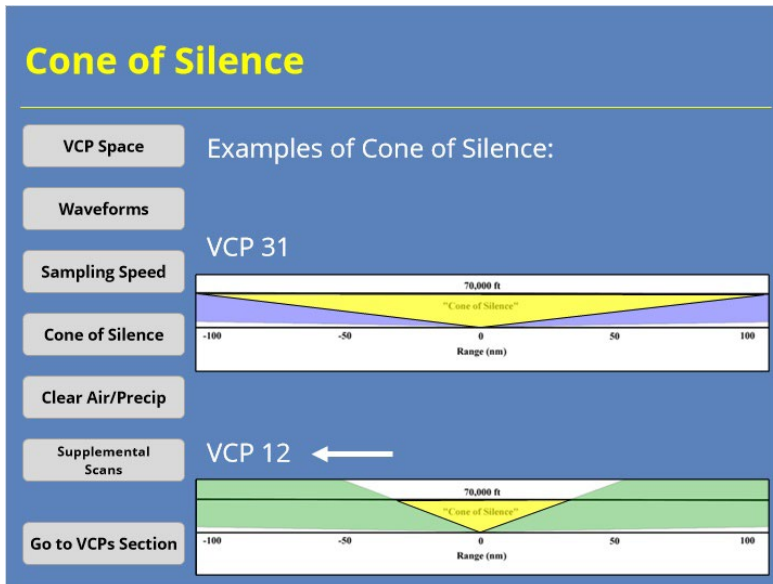 Cone of Silence
VCP Space
Waveforms
Sampling Speed
Cone of Silence
Clear Air/Precip
Supplemental
Scans
Go to VCPs Section
Examples of Cone of Silence:
VCP 31
70,000 ft
"Cone of Silence"
-100 -50 0 50 100
Range (nm)
VCP 12
70,000 ft
"Cone of Silence"
-100 -50 0 50 100
Range (nm)